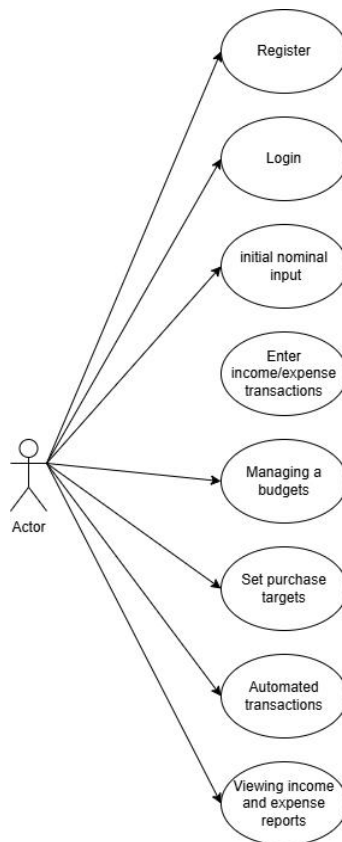 Register
Login
initial nominal
input
Enter
income/expense
transactions
Managing a
budgets
Actor
Set purchase
targets
Automated
transactions
Viewing income
and expense
reports